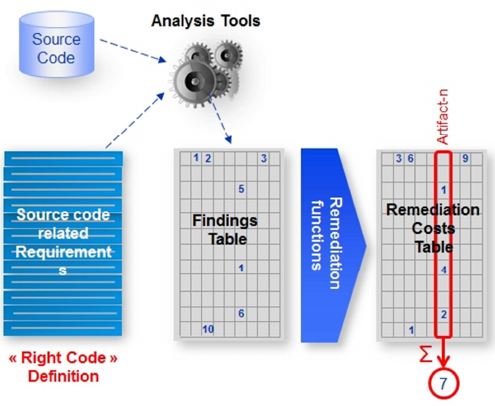 Analysis Tools
Source
Code
Artifact-n
1 2 3
5
Findings
Table
1
6
10
Source code
related
Requirement
s
Remediation
functions
3 6 9
1
Remediation
Costs
Table
4
2
1
« Right Code »
Definition
Σ
7